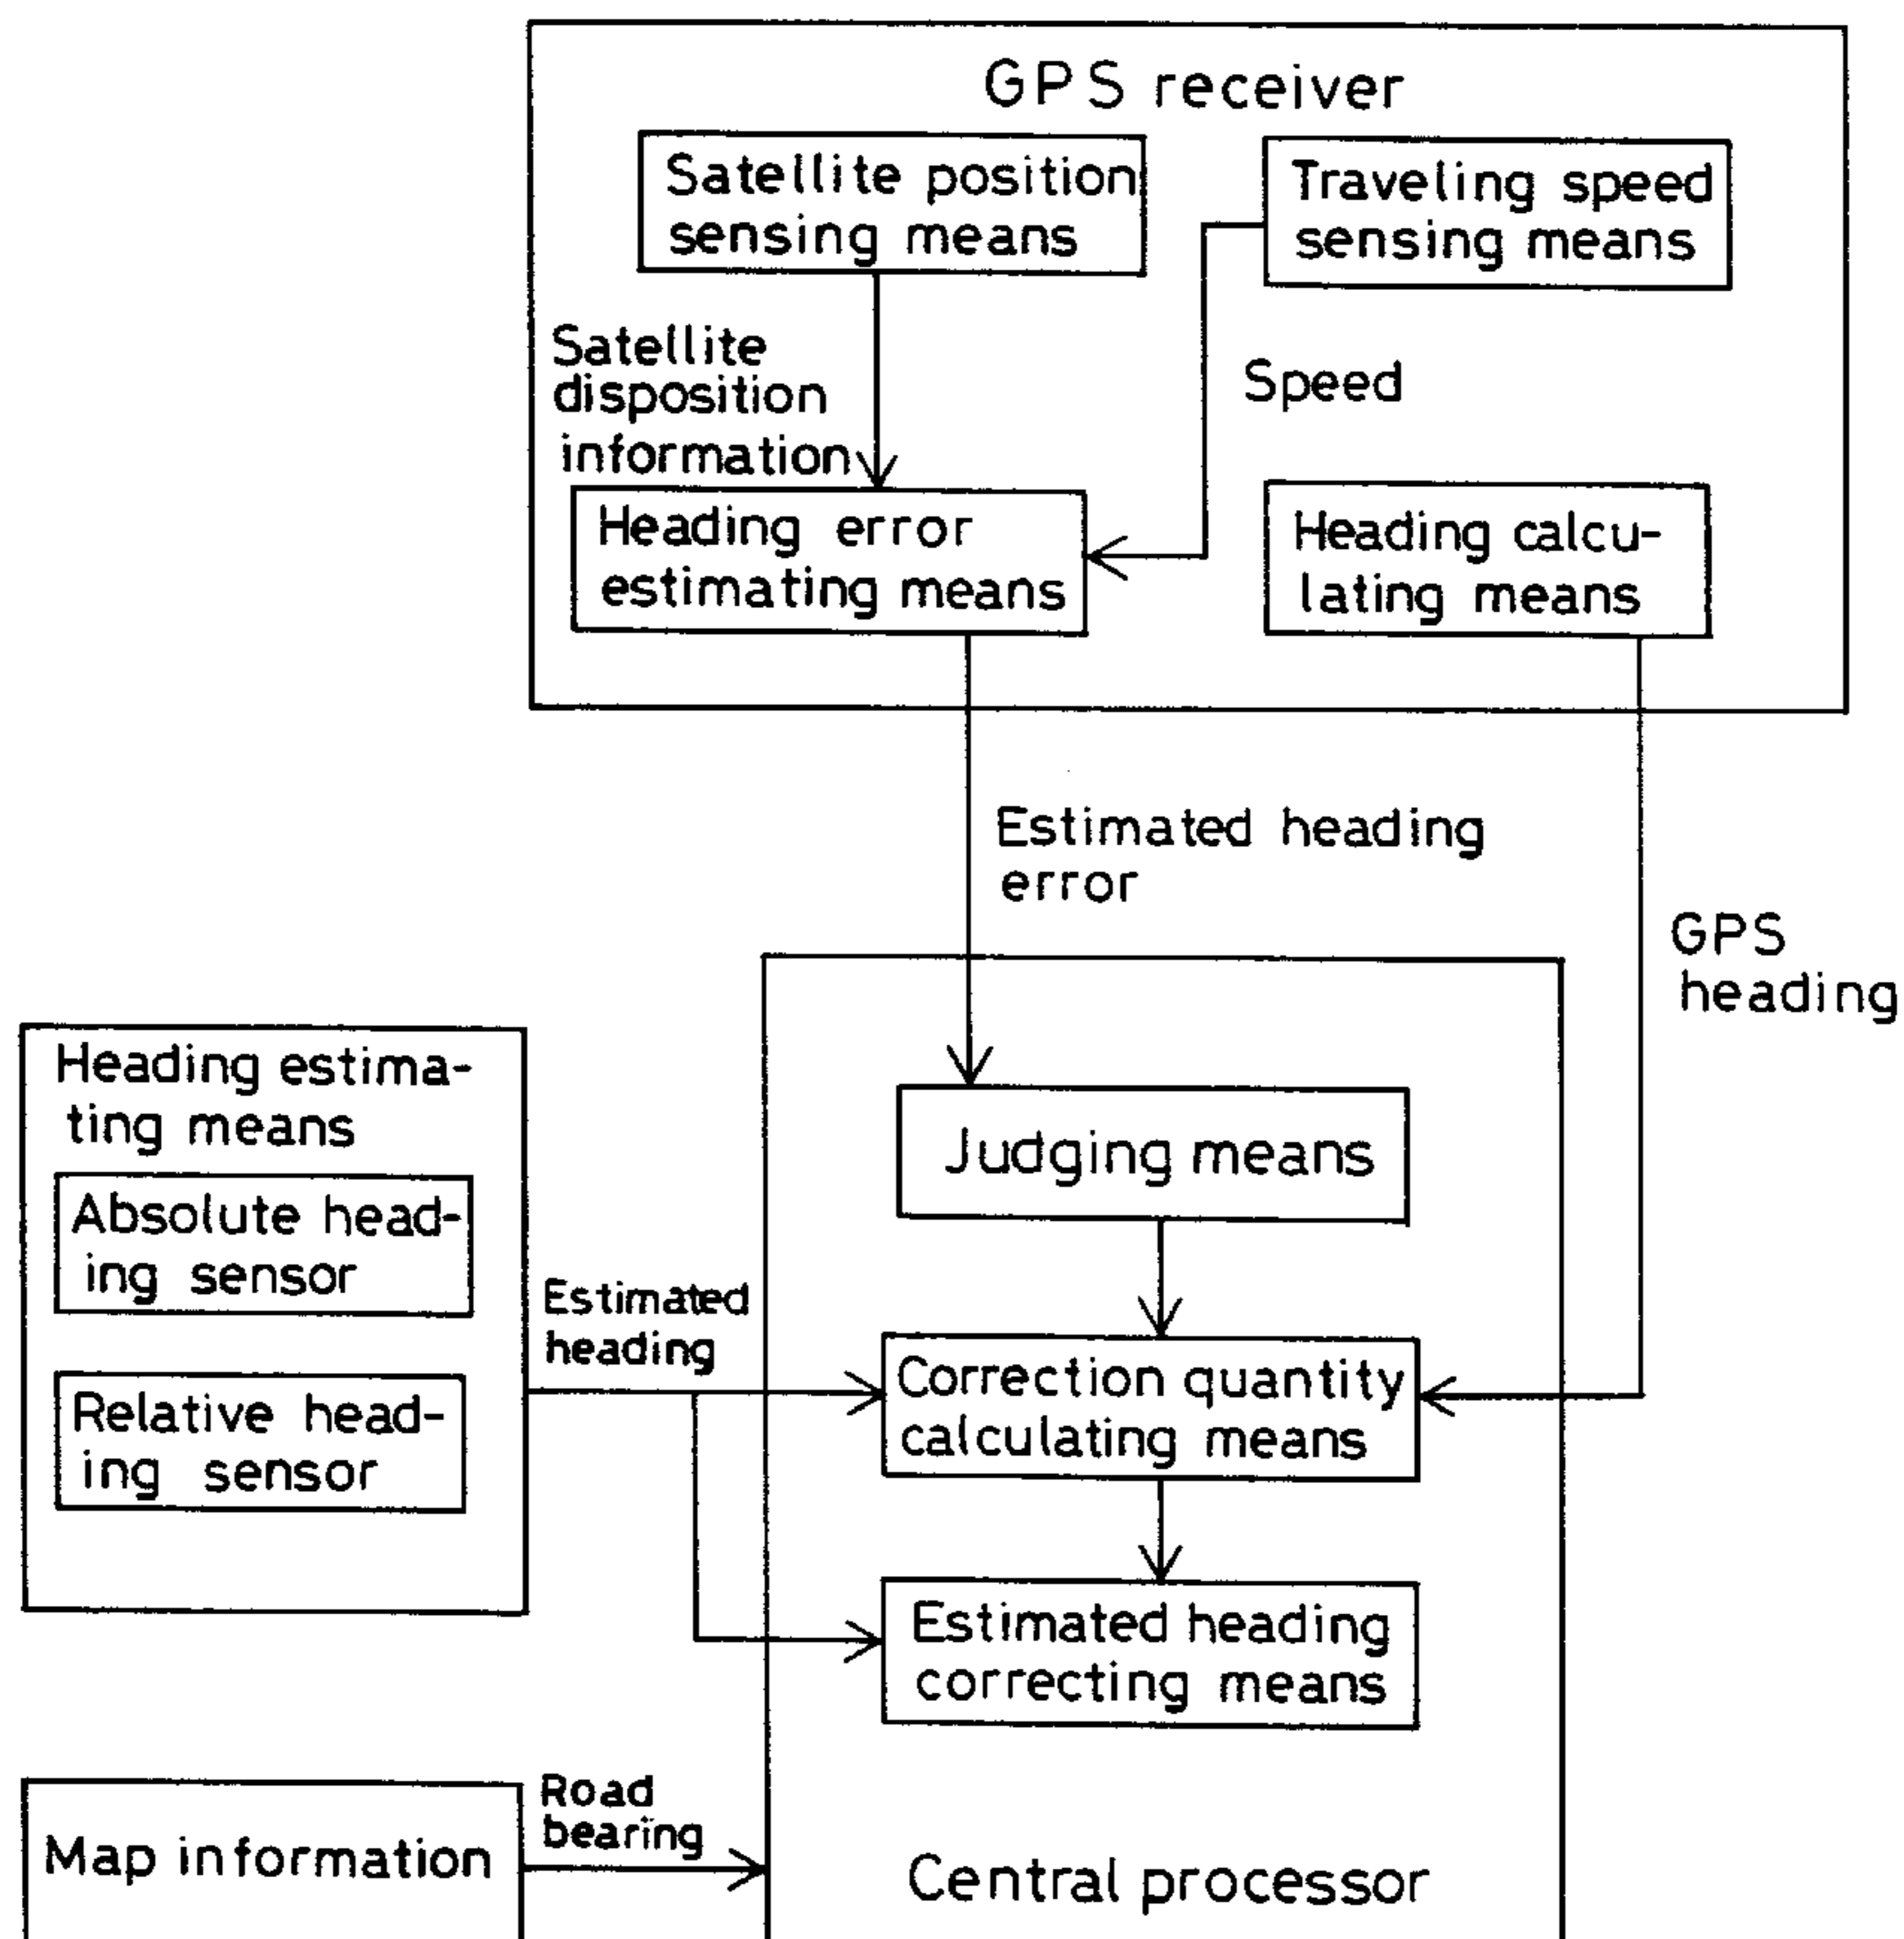 GPS receiver
Satellite position
sensing means
Traveling speed
sensing means
Satellite
disposition
information
Speed
Heading error
estimating means
Heading calcu-
lating means
Estimated heading
error
GPS
heading
Heading estima-
ting means
Absolute head-
ing sensor
Relative head-
ing sensor
Estimated
heading
Judging means
Correction quantity
calculating means
Estimated heading
correcting means
Map information
Road
bearing
Central processor